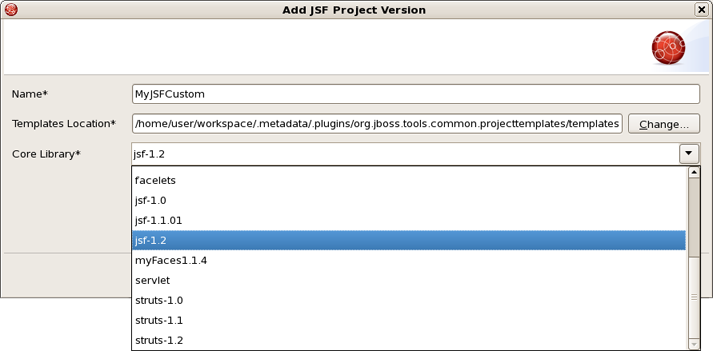 Add JSF Project Version
Name* MyJSFCustom
Templates Location* /home/user/workspace/.metadata/.plugins/org.jboss.tools.common.projecttemplates/templates Change...
Core Library* jsf-1.2
facelets
jsf-1.0
jsf-1.1.01
jsf-1.2
myFaces1.1.4
servlet
struts-1.0
struts-1.1
struts-1.2